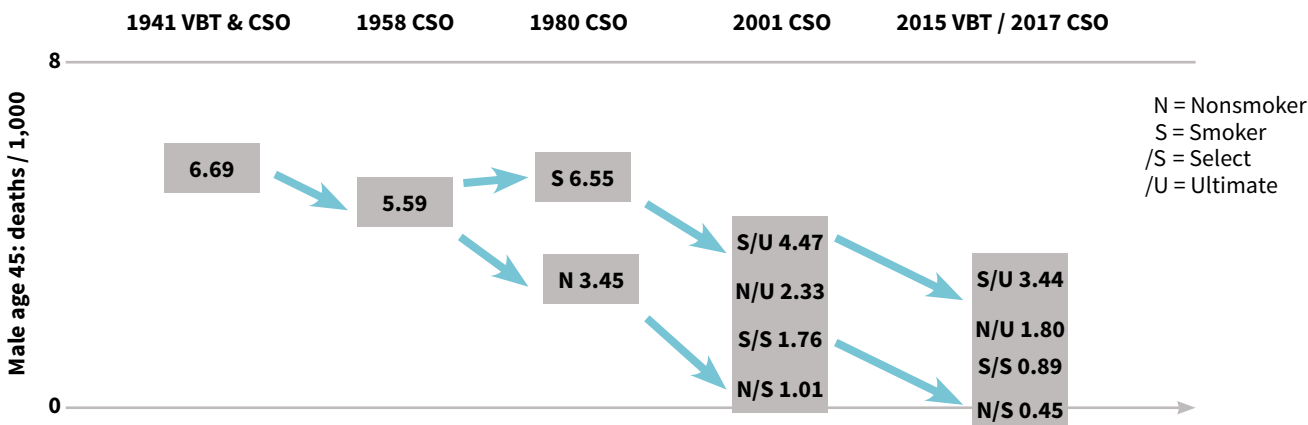 1941 VBT & CSO
1958 CSO
1980 CSO
2001 CSO
2015 VBT / 2017 CSO
8
Male age 45: deaths / 1,000
0
6.69
5.59
S 6.55
N 3.45
S/U 4.47
N/U 2.33
S/S 1.76
N/S 1.01
S/U 3.44
N/U 1.80
S/S 0.89
N/S 0.45
N = Nonsmoker
S = Smoker
/S = Select
/U = Ultimate